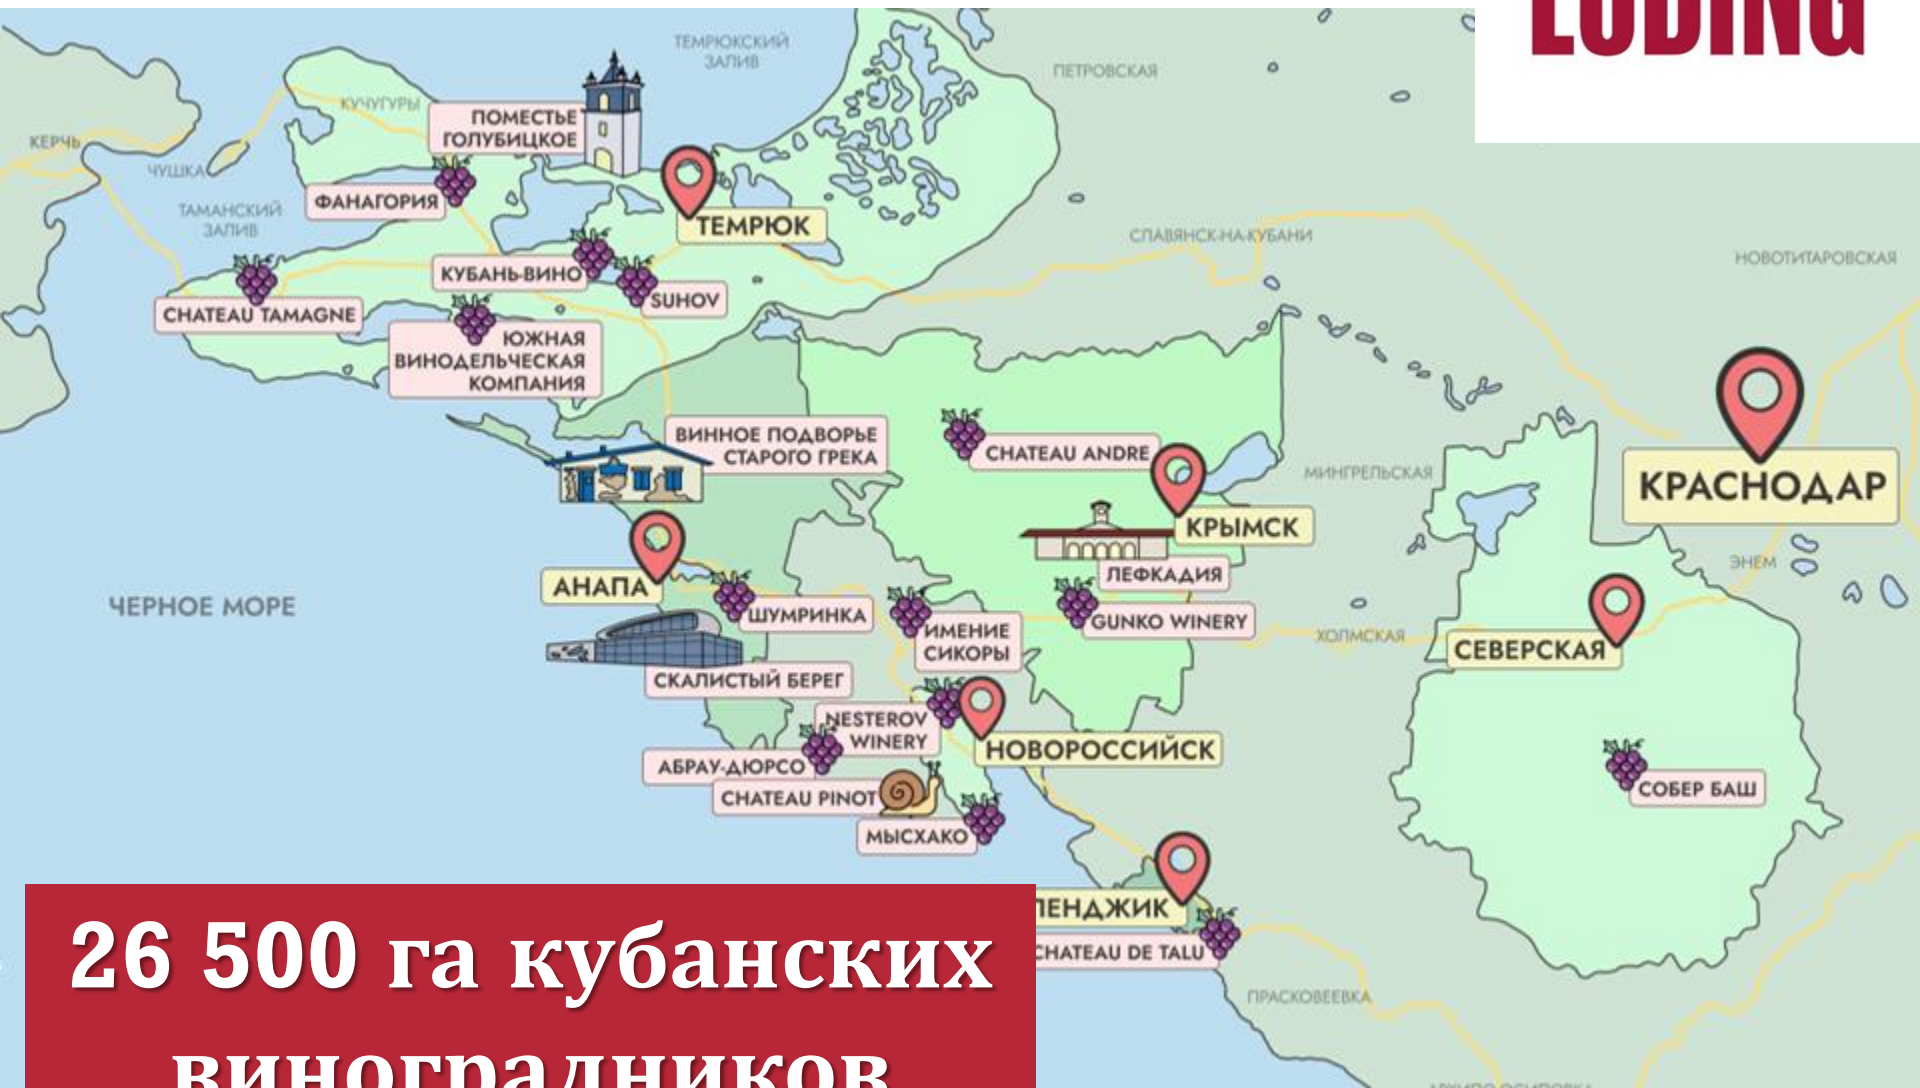 LUDING
ТЕМРЮКСКИЙ
ЗАЛИВ
ПЕТРОВСКАЯ
КУЧУГУРЫ
ПОМЕСТЬЕ
ГОЛУБИЦКОЕ
КЕРЧЬ
ЧУШКА
ФАНАГОРИЯ
ТАМАНСКИЙ
ЗАЛИВ
ТЕМРЮК
СЛАВЯНСК-НА-КУБАНИ
НОВОТИТАРОВСКАЯ
КУБАНЬ-ВИНО
SUHOV
CHATEAU TAMAGNE
ЮЖНАЯ
ВИНОДЕЛЬЧЕСКАЯ
КОМПАНИЯ
ВИННОЕ ПОДВОРЬЕ
СТАРОГО ГРЕКА
CHATEAU ANDRE
МИНГРЕЛЬСКАЯ
КРАСНОДАР
КРЫМСК
ЭНЕМ
ЛЕФКАДИЯ
АНАПА
ЧЕРНОЕ МОРЕ
ШУМРИНКА
ИМЕНИЕ
СИКОРЫ
GUNKO WINERY
ХОЛМСКАЯ
СЕВЕРСКАЯ
СКАЛИСТЫЙ БЕРЕГ
NESTEROV
WINERY
НОВОРОССИЙСК
АБРАУ-ДЮРСО
CHATEAU PINOT
СОБЕР БАШ
МЫСХАКО
ЛЕНДЖИК
CHATEAU DE TALU
ПРАСКОВЕЕВКА
26 500 га кубанских
виноградников